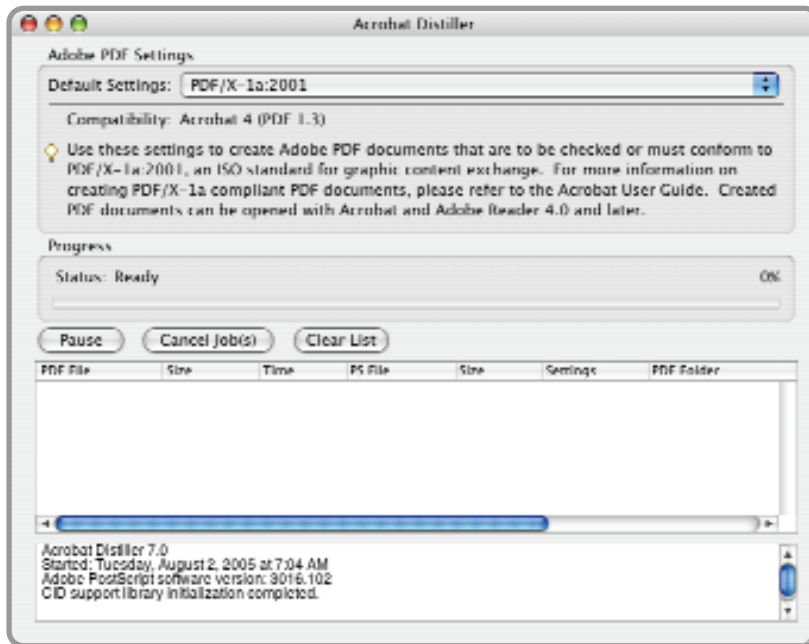 Acrobat Distiller
Adobe PDF Settings
Default Settings: PDF/X-1a:2001
Compatibility: Acrobat 4 (PDF 1.3)
Use these settings to create Adobe PDF documents that are to be checked or must conform to
PDF/X-1a:2001, an ISO standard for graphic content exchange. For more information on
creating PDF/X-1a compliant PDF documents, please refer to the Acrobat User Guide. Created
PDF documents can be opened with Acrobat and Adobe Reader 4.0 and later.
Progress
Status: Ready 0%
Pause Cancel Job(s) Clear List
PDF File Size Time PS File Size Settings PDF Folder
Acrobat Distiller 7.0
Started: Tuesday, August 2, 2005 at 7:04 AM
Adobe PostScript software version: 3016.102
CID support library initialization completed.